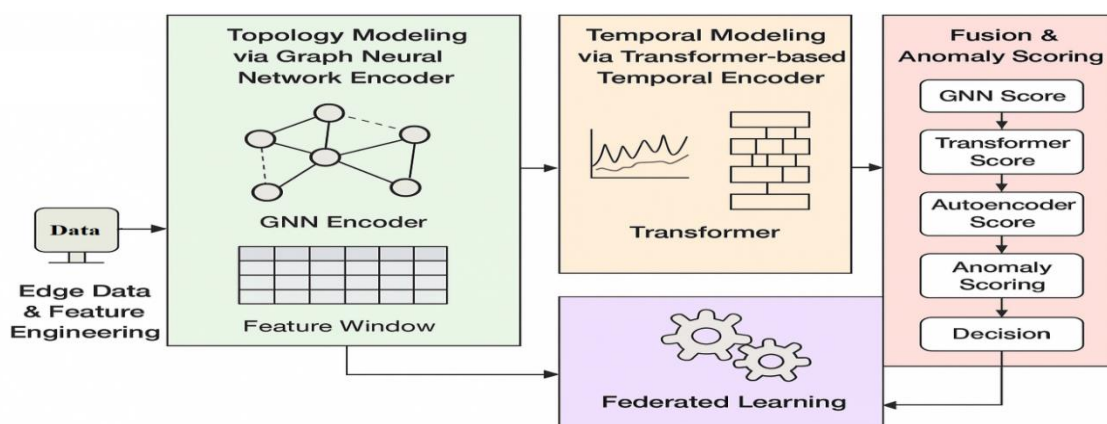 Data
Edge Data
& Feature
Engineering
Topology Modeling
via Graph Neural
Network Encoder
GNN Encoder
Feature Window
Temporal Modeling
via Transformer-based
Temporal Encoder
Transformer
Federated Learning
Fusion &
Anomaly Scoring
GNN Score
Transformer
Score
Autoencoder
Score
Anomaly
Scoring
Decision